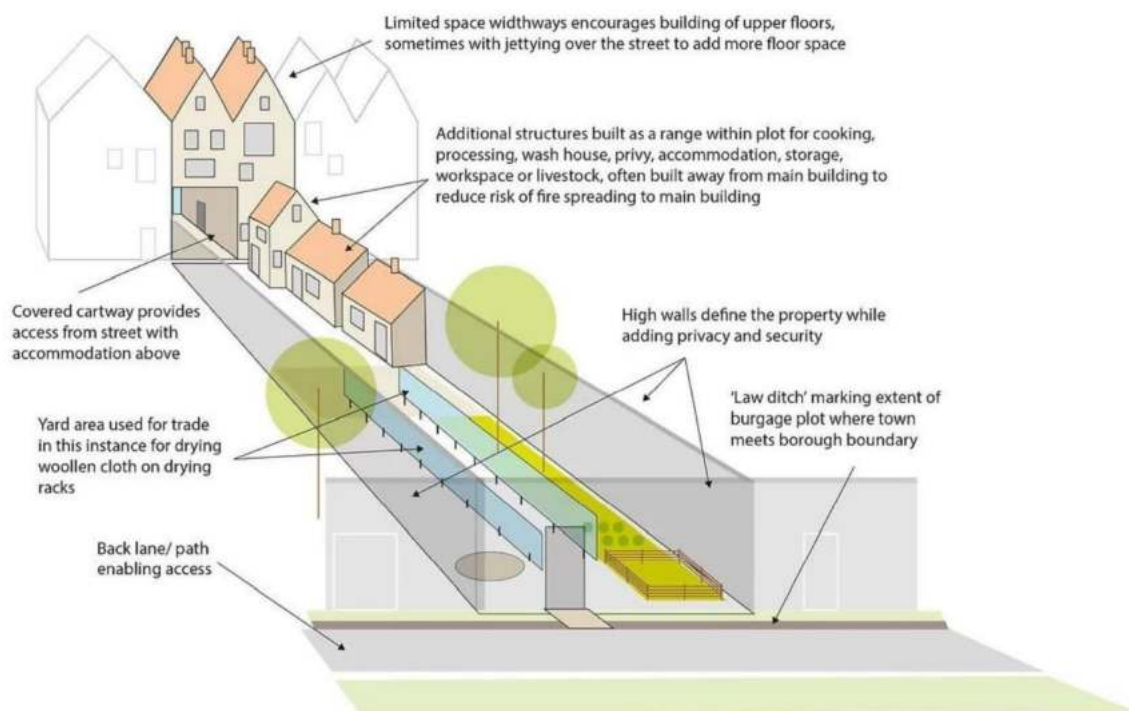 Limited space widthways encourages building of upper floors,
sometimes with jettying over the street to add more floor space
Additional structures built as a range within plot for cooking,
processing, wash house, privy, accommodation, storage,
workspace or livestock, often built away from main building to
reduce risk of fire spreading to main building
Covered cartway provides
access from street with
accommodation above
High walls define the property while
adding privacy and security
'Law ditch' marking extent of
burgage plot where town
meets borough boundary
Yard area used for trade
in this instance for drying
woollen cloth on drying
racks
Back lane/ path
enabling access